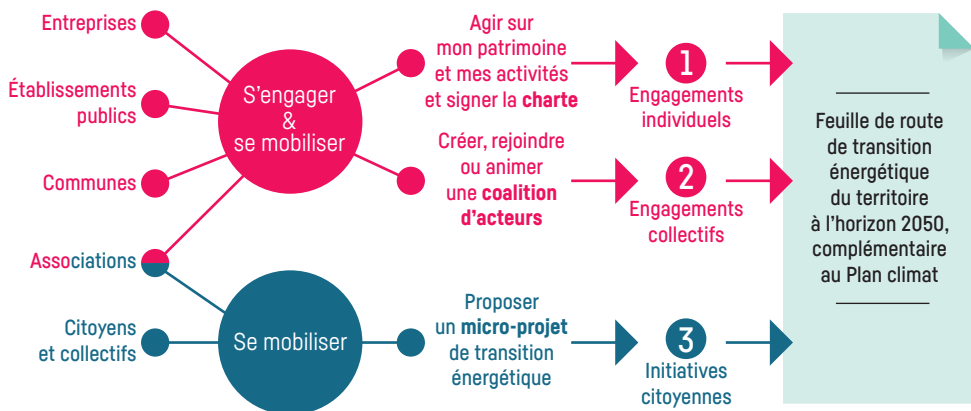 Entreprises
Établissements
publics
Communes
Associations
Citoyens
et collectifs
S'engager
&
se mobiliser
Se mobiliser
Agir sur
mon patrimoine
et mes activités
et signer la charte
Créer, rejoindre
ou animer
une coalition
d'acteurs
Proposer
un micro-projet
de transition
énergétique
1
Engagements
individuels
2
Engagements
collectifs
3
Initiatives
citoyennes
Feuille de route
de transition
énergétique
du territoire
à l'horizon 2050,
complémentaire
au Plan climat